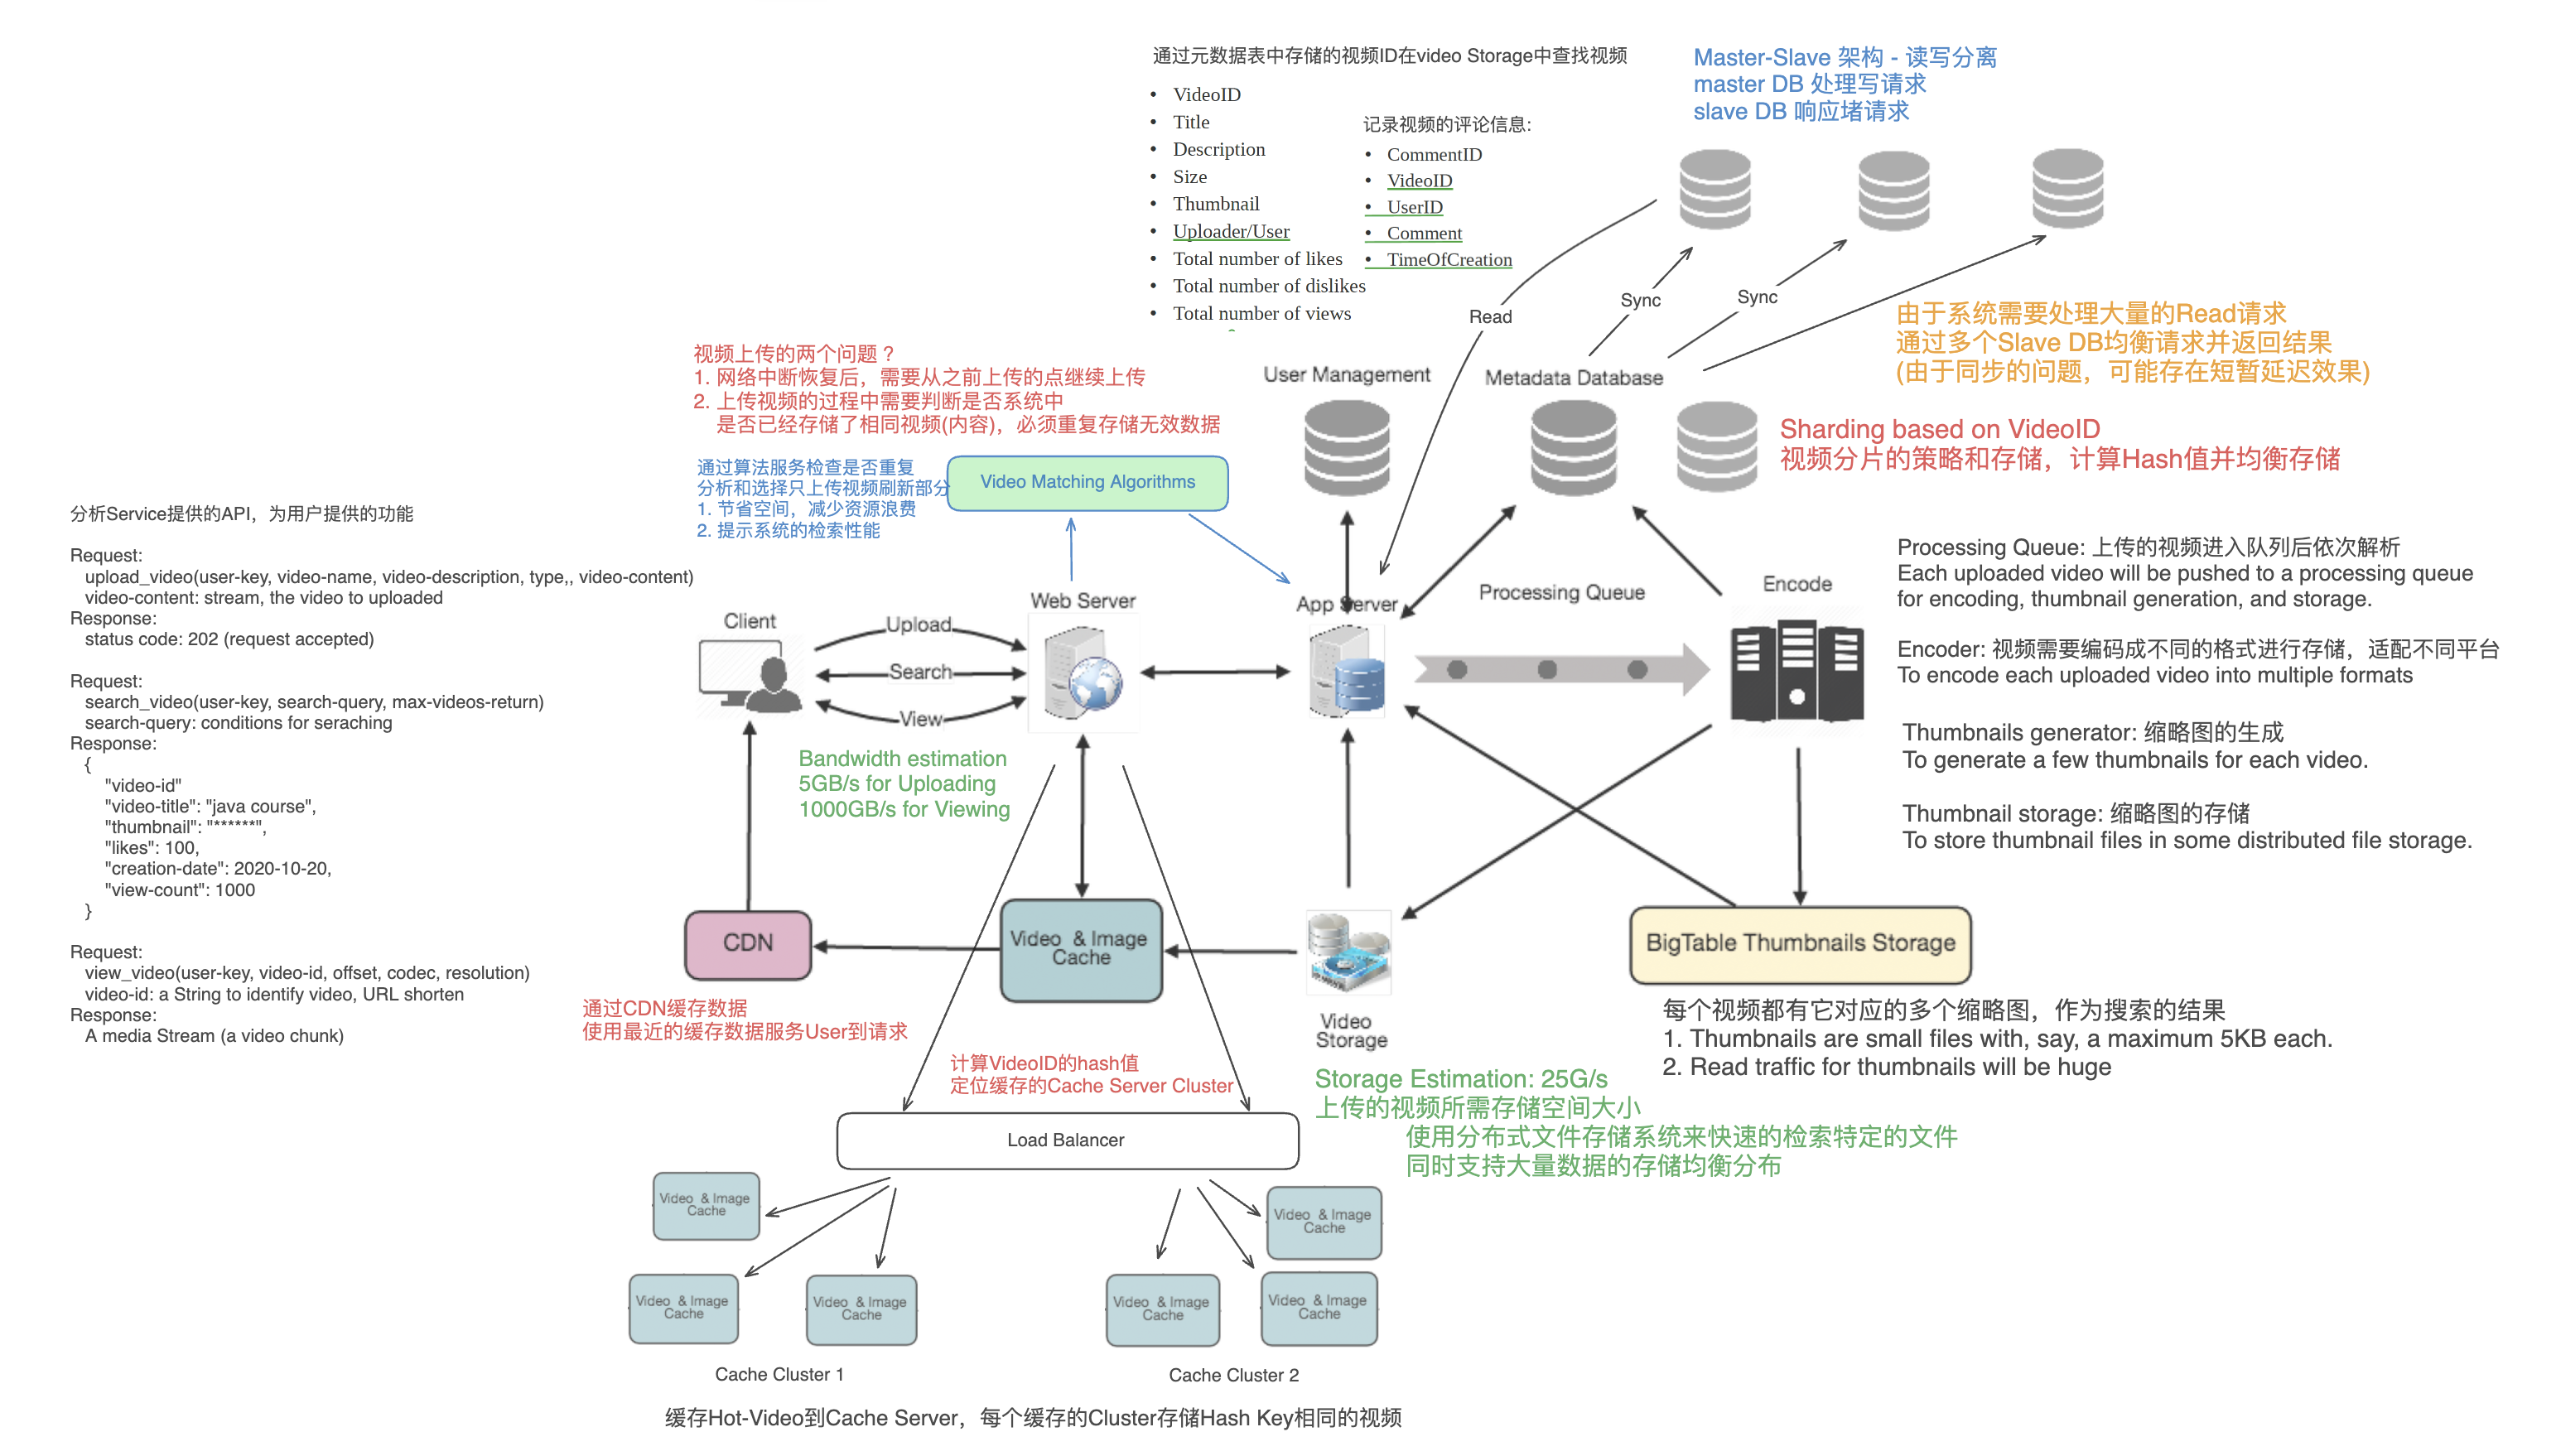 通过元数据表中存储的视频ID在video Storage中查找视频
• VideoID
• Title
• Description
• Size
• Thumbnail
• Uploader/User
• Total number of likes
• Total number of dislikes
• Total number of views
记录视频的评论信息:
• CommentID
• VideoID
• UserID
• Comment
• TimeOfCreation
Master-Slave 架构 - 读写分离
master DB 处理写请求
slave DB 响应堵请求
Read
Sync
Sync
由于系统需要处理大量的Read请求
通过多个Slave DB均衡请求并返回结果
(由于同步的问题，可能存在短暂延迟效果)
视频上传的两个问题？
1. 网络中断恢复后，需要从之前上传的点继续上传
2. 上传视频的过程中需要判断是否系统中
是否已经存储了相同视频(内容)，必须重复存储无效数据
User Management
Metadata Database
Sharding based on VideoID
视频分片的策略和存储，计算Hash值并均衡存储
通过算法服务检查是否重复
分析和选择只上传视频刷新部分
1. 节省空间，减少资源浪费
2. 提示系统的检索性能
Video Matching Algorithms
分析Service提供的API，为用户提供的功能
Request:
upload_video(user-key, video-name, video-description, type,, video-content)
video-content: stream, the video to uploaded
Response:
status code: 202 (request accepted)
Request:
search_video(user-key, search-query, max-videos-return)
search-query: conditions for seraching
Response:
{
"video-id"
"video-title": "java course",
"thumbnail": "******",
"likes": 100,
"creation-date": 2020-10-20,
"view-count": 1000
}
Request:
view_video(user-key, video-id, offset, codec, resolution)
video-id: a String to identify video, URL shorten
Response:
A media Stream (a video chunk)
Client
Upload
Search
View
Web Server
App Server
Processing Queue
Encode
Processing Queue: 上传的视频进入队列后依次解析
Each uploaded video will be pushed to a processing queue
for encoding, thumbnail generation, and storage.
Encoder: 视频需要编码成不同的格式进行存储，适配不同平台
To encode each uploaded video into multiple formats
Thumbnails generator: 缩略图的生成
To generate a few thumbnails for each video.
Thumbnail storage: 缩略图的存储
To store thumbnail files in some distributed file storage.
Bandwidth estimation
5GB/s for Uploading
1000GB/s for Viewing
CDN
Video & Image
Cache
Video
Storage
BigTable Thumbnails Storage
通过CDN缓存数据
使用最近的缓存数据服务User到请求
每个视频都有它对应的多个缩略图，作为搜索的结果
1. Thumbnails are small files with, say, a maximum 5KB each.
2. Read traffic for thumbnails will be huge
计算VideoID的hash值
定位缓存的Cache Server Cluster
Storage Estimation: 25G/s
上传的视频所需存储空间大小
使用分布式文件存储系统来快速的检索特定的文件
同时支持大量数据的存储均衡分布
Load Balancer
Video & Image
Cache
Video & Image
Cache
Video & Image
Cache
Video & Image
Cache
Video & Image
Cache
Video & Image
Cache
Cache Cluster 1
Cache Cluster 2
缓存Hot-Video到Cache Server，每个缓存的Cluster存储Hash Key相同的视频